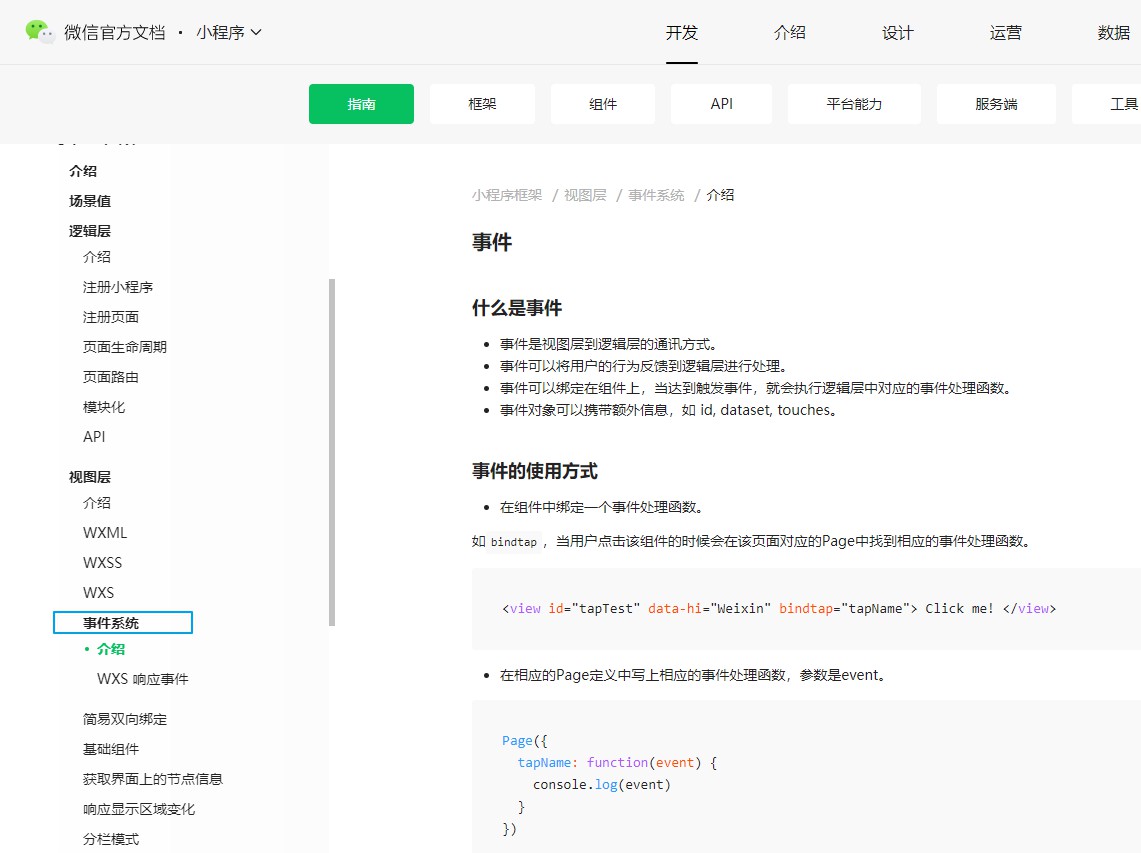 微信官方文档 · 小程序
开发
介绍
设计
运营
数据
指南
框架
组件
API
平台能力
服务端
工具
介绍
场景值
逻辑层
介绍
注册小程序
注册页面
页面生命周期
页面路由
模块化
API
视图层
介绍
WXML
WXSS
WXS
事件系统
• 介绍
WXS 响应事件
简易双向绑定
基础组件
获取界面上的节点信息
响应显示区域变化
分栏模式
小程序框架 / 视图层 / 事件系统 / 介绍
事件
什么是事件
• 事件是视图层到逻辑层的通讯方式。
• 事件可以将用户的行为反馈到逻辑层进行处理。
• 事件可以绑定在组件上，当达到触发事件，就会执行逻辑层中对应的事件处理函数。
• 事件对象可以携带额外信息，如 id, dataset, touches。
事件的使用方式
• 在组件中绑定一个事件处理函数。
如 bindtap ，当用户点击该组件的时候会在该页面对应的Page中找到相应的事件处理函数。
<view id="tapTest" data-hi="Weixin" bindtap="tapName"> Click me! </view>
• 在相应的Page定义中写上相应的事件处理函数，参数是event。
Page({
  tapName: function(event) {
    console.log(event)
  }
})